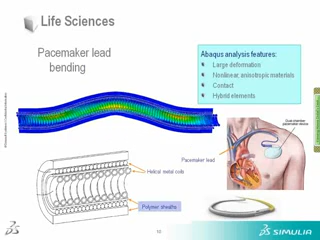 Life Sciences
Pacemaker lead
bending
Abaqus analysis features:
Large deformation
Nonlinear, anisotropic materials
Contact
Hybrid elements
Dual-chamber
pacemaker device
Pacemaker lead
Helical metal coils
Polymer sheaths
SIMULIA